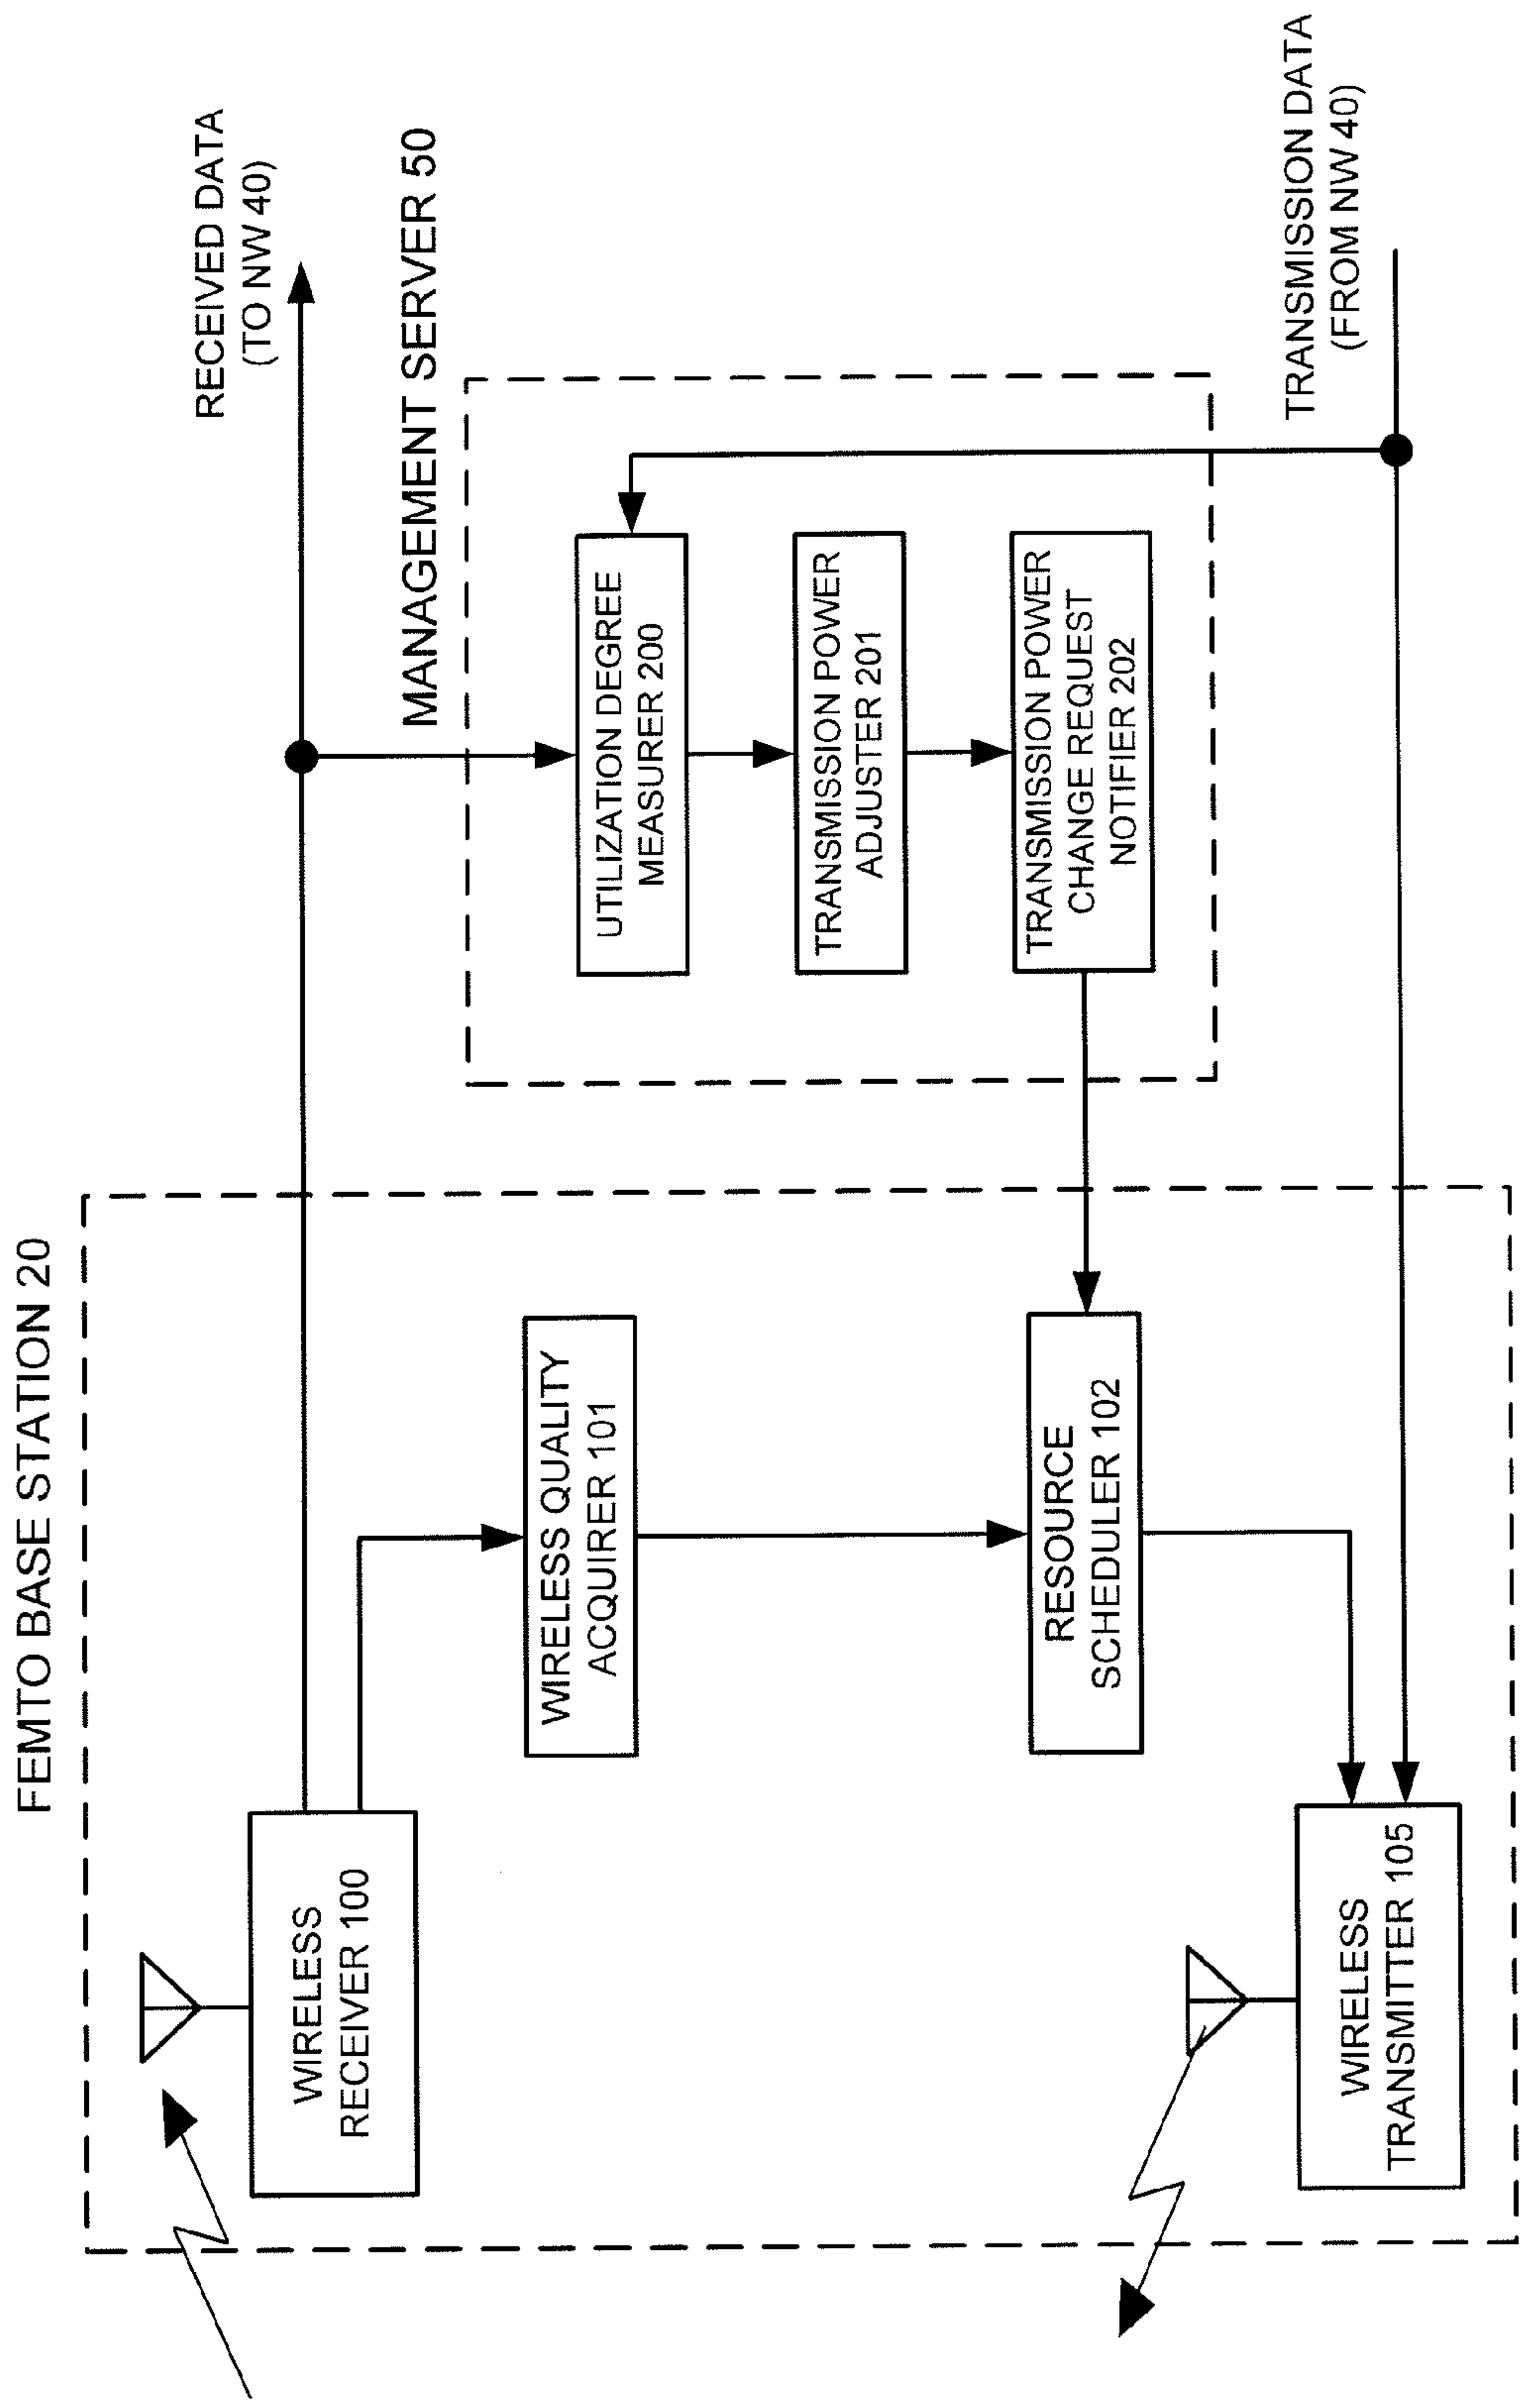 FEMTO BASE STATION 20
WIRELESS
RECEIVER 100
WIRELESS QUALITY
ACQUIRER 101
RESOURCE
SCHEDULER 102
WIRELESS
TRANSMITTER 105
RECEIVED DATA
(TO NW 40)
MANAGEMENT SERVER 50
UTILIZATION DEGREE
MEASURER 200
TRANSMISSION POWER
ADJUSTER 201
TRANSMISSION POWER
CHANGE REQUEST
NOTIFIER 202
TRANSMISSION DATA
(FROM NW 40)